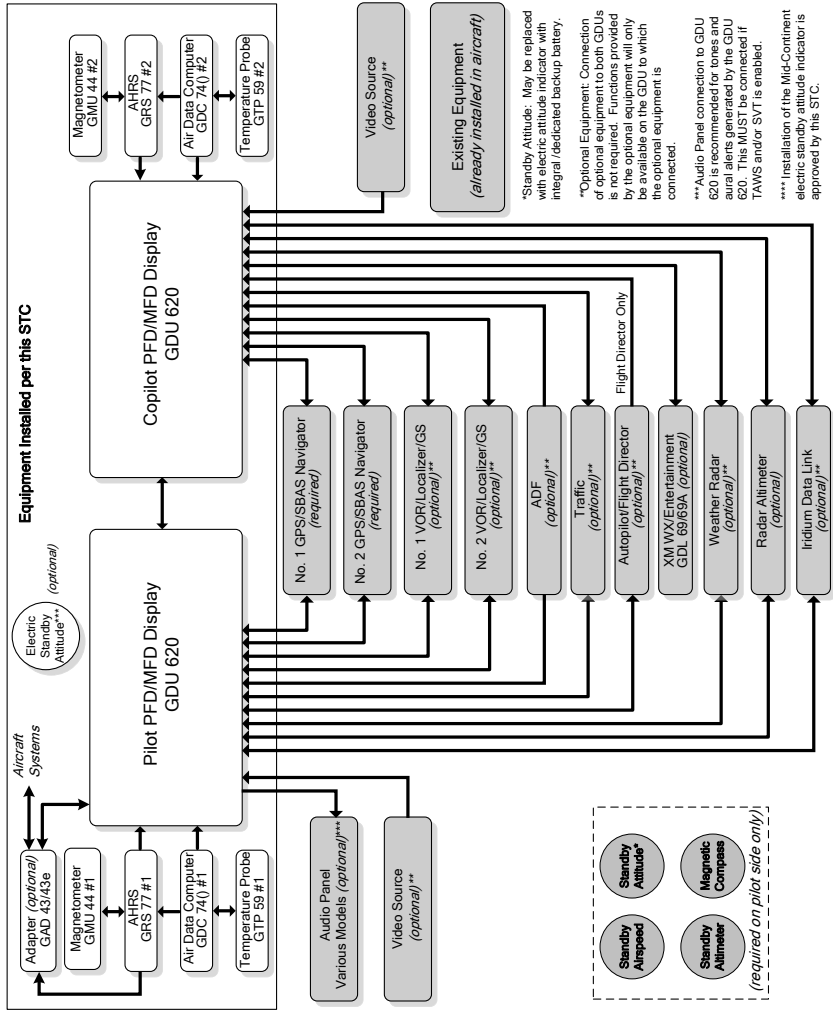 Equipment Installed per this STC
Adapter (optional)
GAD 43/43e
Aircraft
Systems
Magnetometer
GMU 44 #1
AHRS
GRS 77 #1
Air Data Computer
GDC 74() #1
Temperature Probe
GTP 59 #1
Electric
Standby
Attitude***
(optional)
Pilot PFD/MFD Display
GDU 620
Copilot PFD/MFD Display
GDU 620
Magnetometer
GMU 44 #2
AHRS
GRS 77 #2
Air Data Computer
GDC 74() #2
Temperature Probe
GTP 59 #2
Audio Panel
Various Models (optional)***
Video Source
(optional)**
No. 1 GPS/SBAS Navigator
(required)
No. 2 GPS/SBAS Navigator
(required)
No. 1 VOR/Localizer/GS
(optional)**
No. 2 VOR/Localizer/GS
(optional)**
ADF
(optional)**
Traffic
(optional)**
Autopilot/Flight Director
(optional)**
Flight Director Only
XM WX/Entertainment
GDL 69/69A (optional)
Weather Radar
(optional)**
Radar Altimeter
(optional)
Iridium Data Link
(optional)**
Video Source
(optional)**
Existing Equipment
(already installed in aircraft)
*Standby Attitude: May be replaced
with electric attitude indicator with
integral /dedicated backup battery.
**Optional Equipment: Connection
of optional equipment to both GDUs
is not required. Functions provided
by the optional equipment will only
be available on the GDU to which
the optional equipment is
connected.
***Audio Panel connection to GDU
620 is recommended for tones and
aural alerts generated by the GDU
620. This MUST be connected if
TAWS and/or SVT is enabled.
**** Installation of the Mid-Continent
electric standby attitude indicator is
approved by this STC.
Standby
Airspeed
Standby
Attitude*
Standby
Altimeter
Magnetic
Compass
(required on pilot side only)